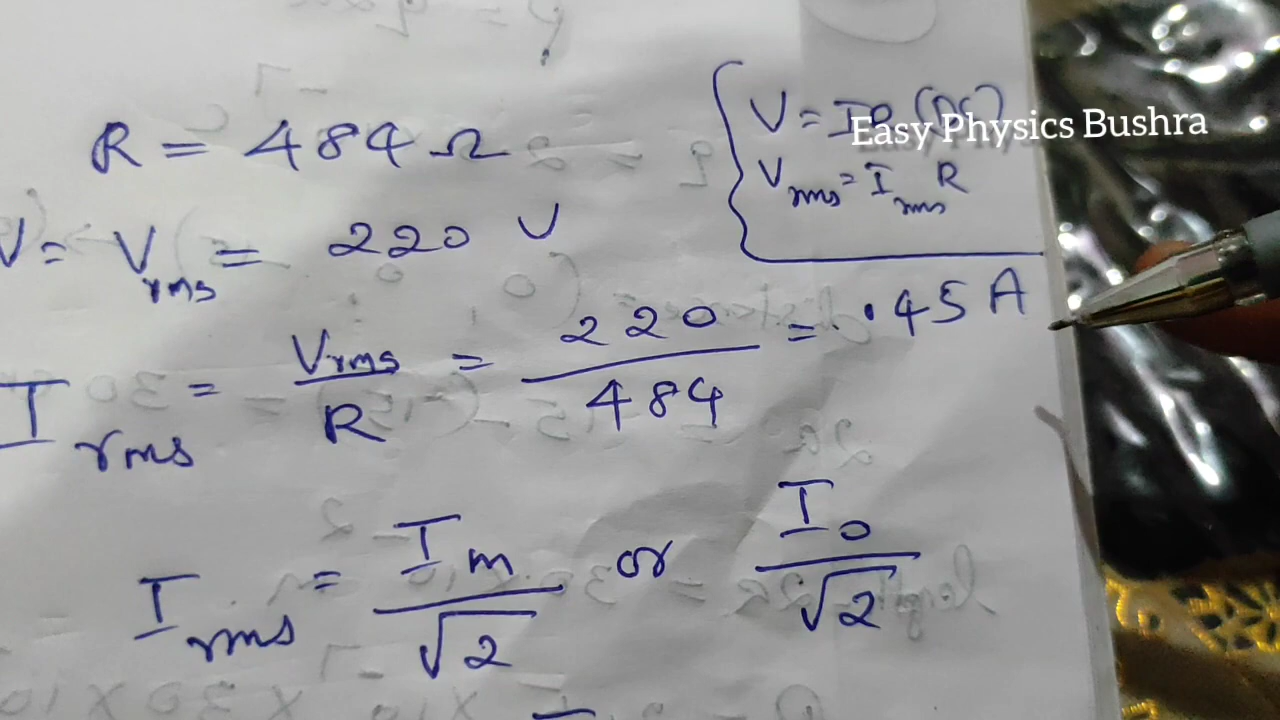 V = IR (DC)
Easy Physics Bushra
R = 484 Ω
V_rms = I_rms R
V = V_rms = 220 V
I_rms = V_rms / R = 220 / 484 = .45 A
I_rms = I_m / √2 or I_0 / √2